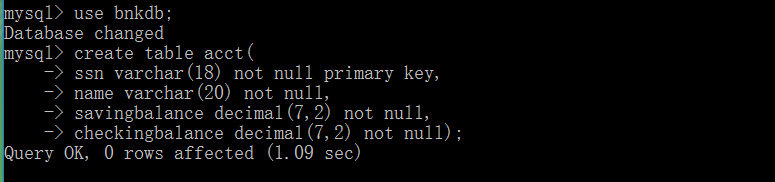 mysql> use bnkdb;
Database changed
mysql> create table acct(
    -> ssn varchar(18) not null primary key,
    -> name varchar(20) not null,
    -> savingbalance decimal(7,2) not null,
    -> checkingbalance decimal(7,2) not null);
Query OK, 0 rows affected (1.09 sec)